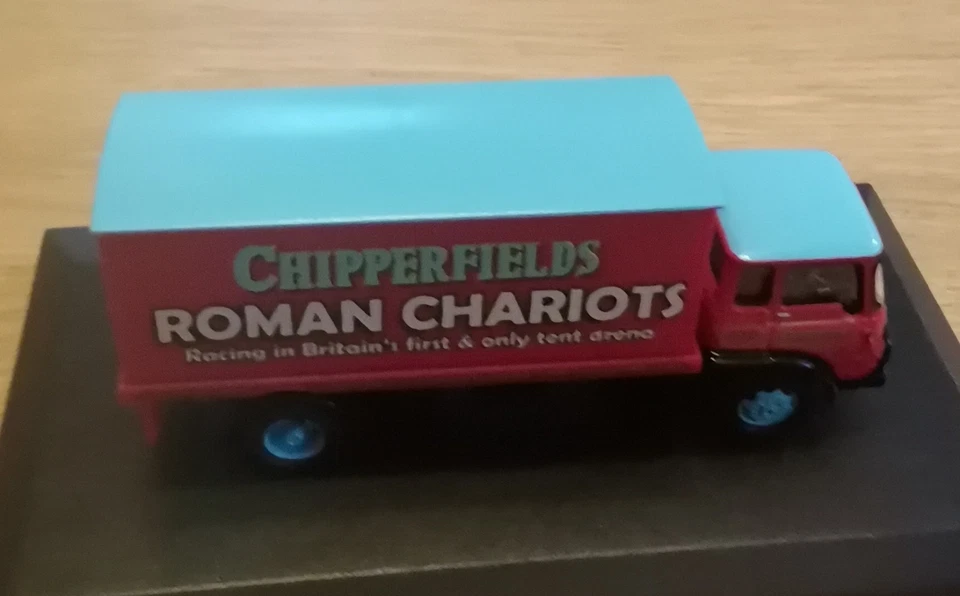 CHIPPERFIELDS
ROMAN CHARIOTS
Racing in Britain's first & only tent arena